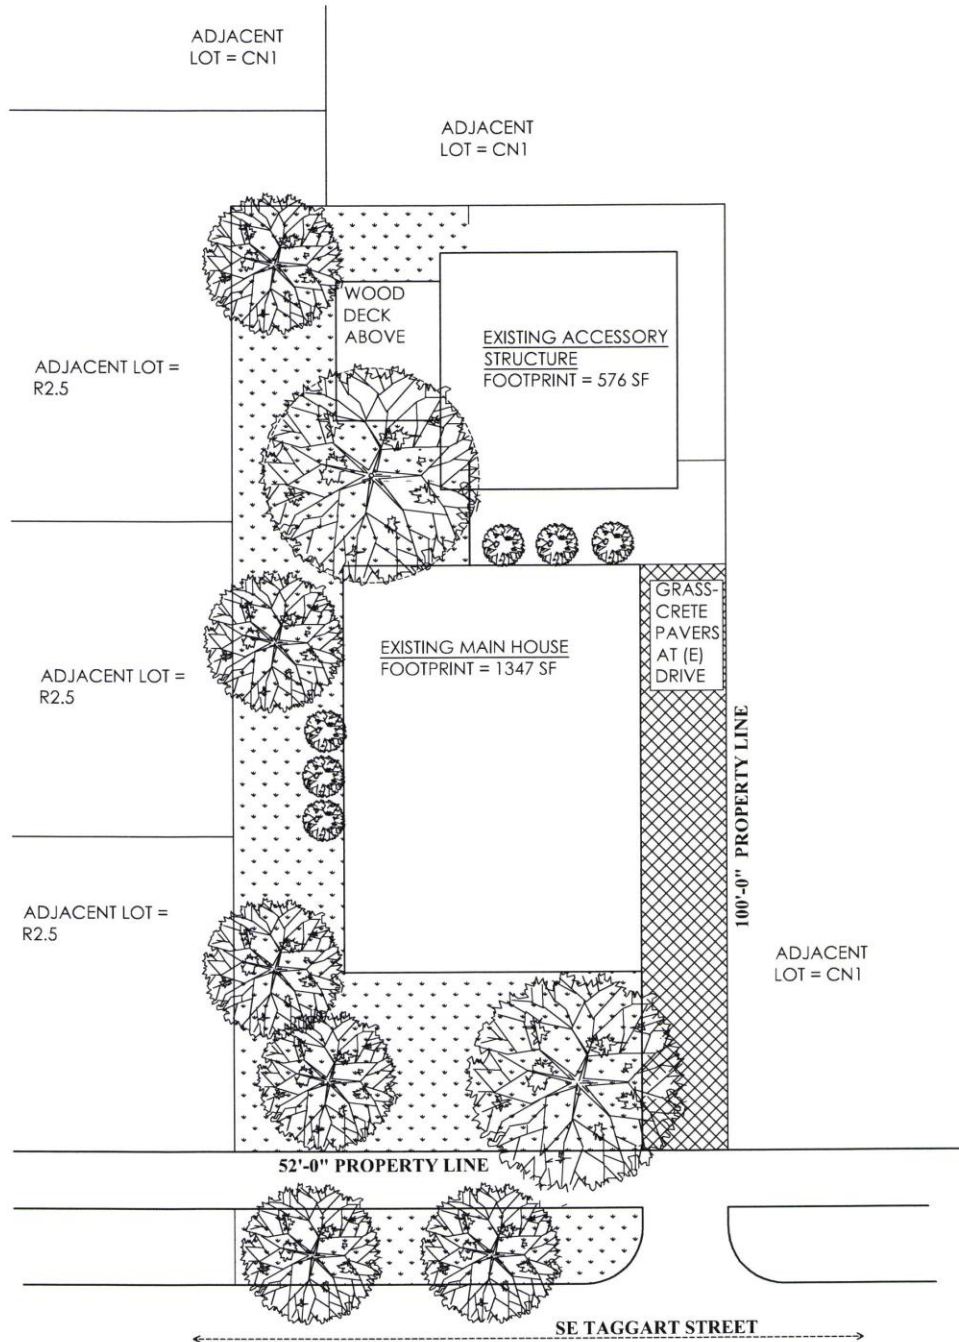 ADJACENT
LOT = CN1
ADJACENT
LOT = CN1
WOOD
DECK
ABOVE
EXISTING ACCESSORY
STRUCTURE
FOOTPRINT = 576 SF
ADJACENT LOT =
R2.5
GRASS-
CRETE
PAVERS
AT (E)
DRIVE
EXISTING MAIN HOUSE
FOOTPRINT = 1347 SF
ADJACENT LOT =
R2.5
100'-0" PROPERTY LINE
ADJACENT LOT =
R2.5
ADJACENT
LOT = CN1
52'-0" PROPERTY LINE
SE TAGGART STREET